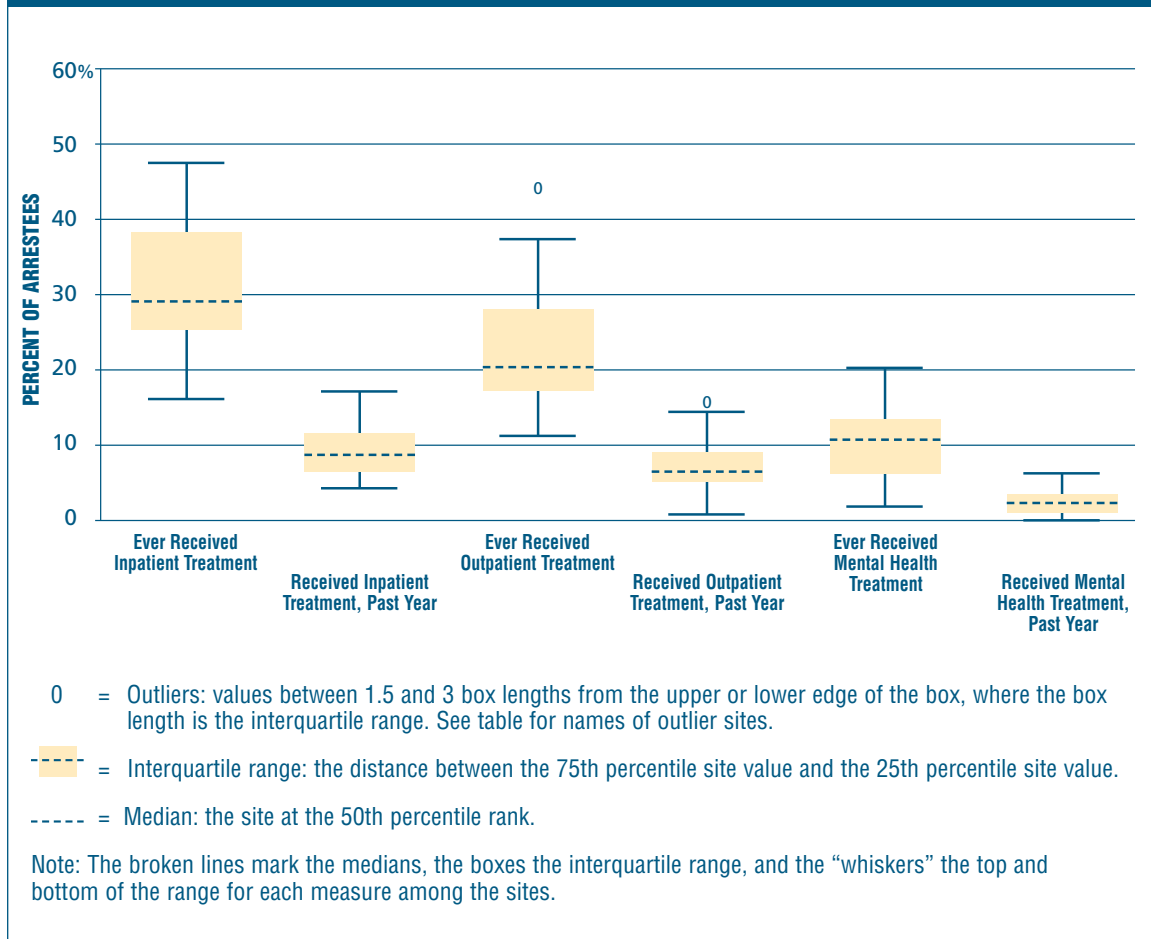 60%
50
40
30
20
10
0
PERCENT OF ARRESTEES
0
0
Ever Received
Inpatient Treatment
Received Inpatient
Treatment, Past Year
Ever Received
Outpatient Treatment
Received Outpatient
Treatment, Past Year
Ever Received
Mental Health
Treatment
Received Mental
Health Treatment,
Past Year
0 = Outliers: values between 1.5 and 3 box lengths from the upper or lower edge of the box, where the box
length is the interquartile range. See table for names of outlier sites.
= Interquartile range: the distance between the 75th percentile site value and the 25th percentile site value.
= Median: the site at the 50th percentile rank.
Note: The broken lines mark the medians, the boxes the interquartile range, and the “whiskers” the top and
bottom of the range for each measure among the sites.